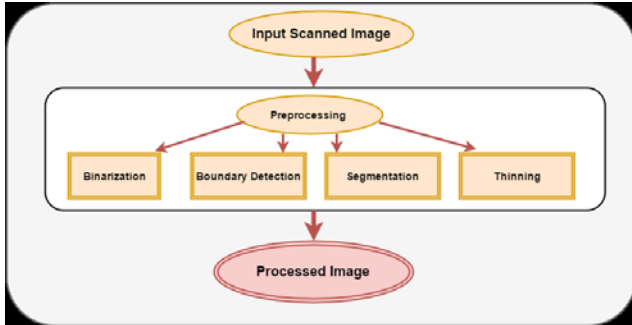 Input Scanned Image
Preprocessing
Binarization
Boundary Detection
Segmentation
Thinning
Processed Image